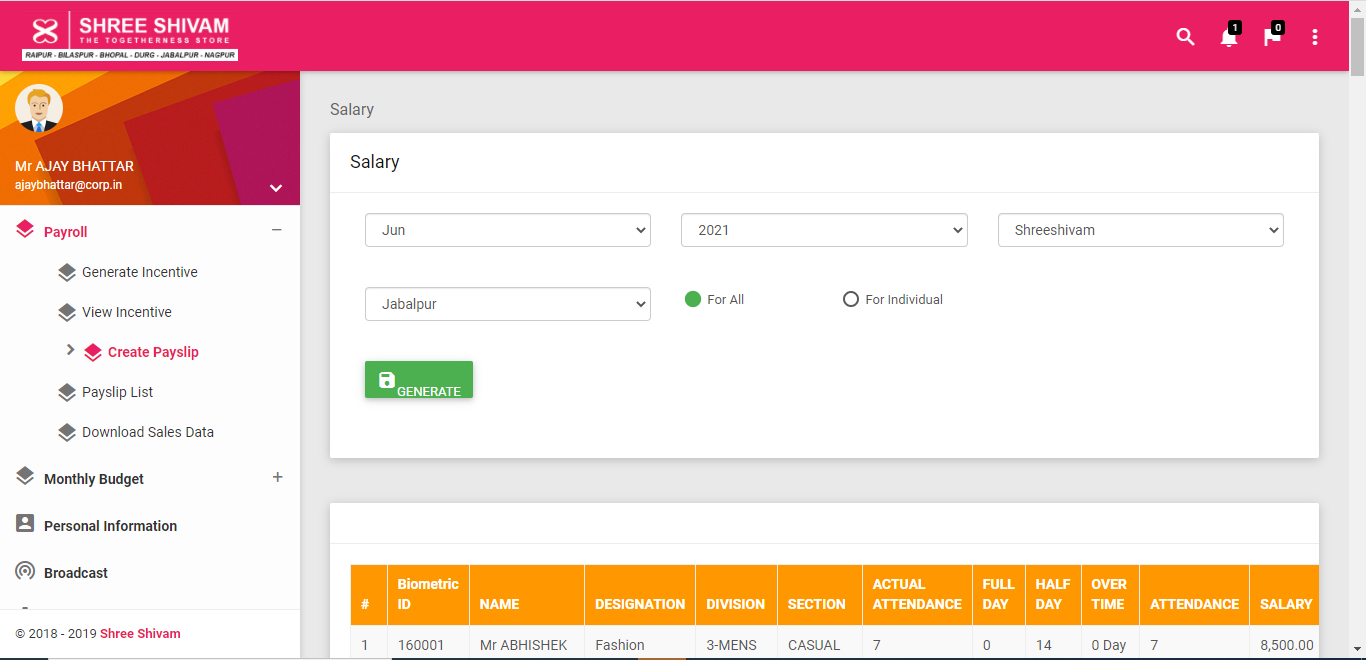 SHREE SHIVAM
THE TOGETHERNESS STORE
RAIPUR - BILASPUR - BHOPAL - DURG - JABALPUR - NAGPUR
1
0
Mr AJAY BHATTAR
ajaybhattar@corp.in
Payroll
Generate Incentive
View Incentive
Create Payslip
Payslip List
Download Sales Data
Monthly Budget
Personal Information
Broadcast
© 2018 - 2019 Shree Shivam
Salary
Salary
Jun 2021 Shreeshivam
Jabalpur For All For Individual
GENERATE
# Biometric ID NAME DESIGNATION DIVISION SECTION ACTUAL ATTENDANCE FULL DAY HALF DAY OVER TIME ATTENDANCE SALARY
1 160001 Mr ABHISHEK Fashion 3-MENS CASUAL 7 0 14 0 Day 7 8,500.00